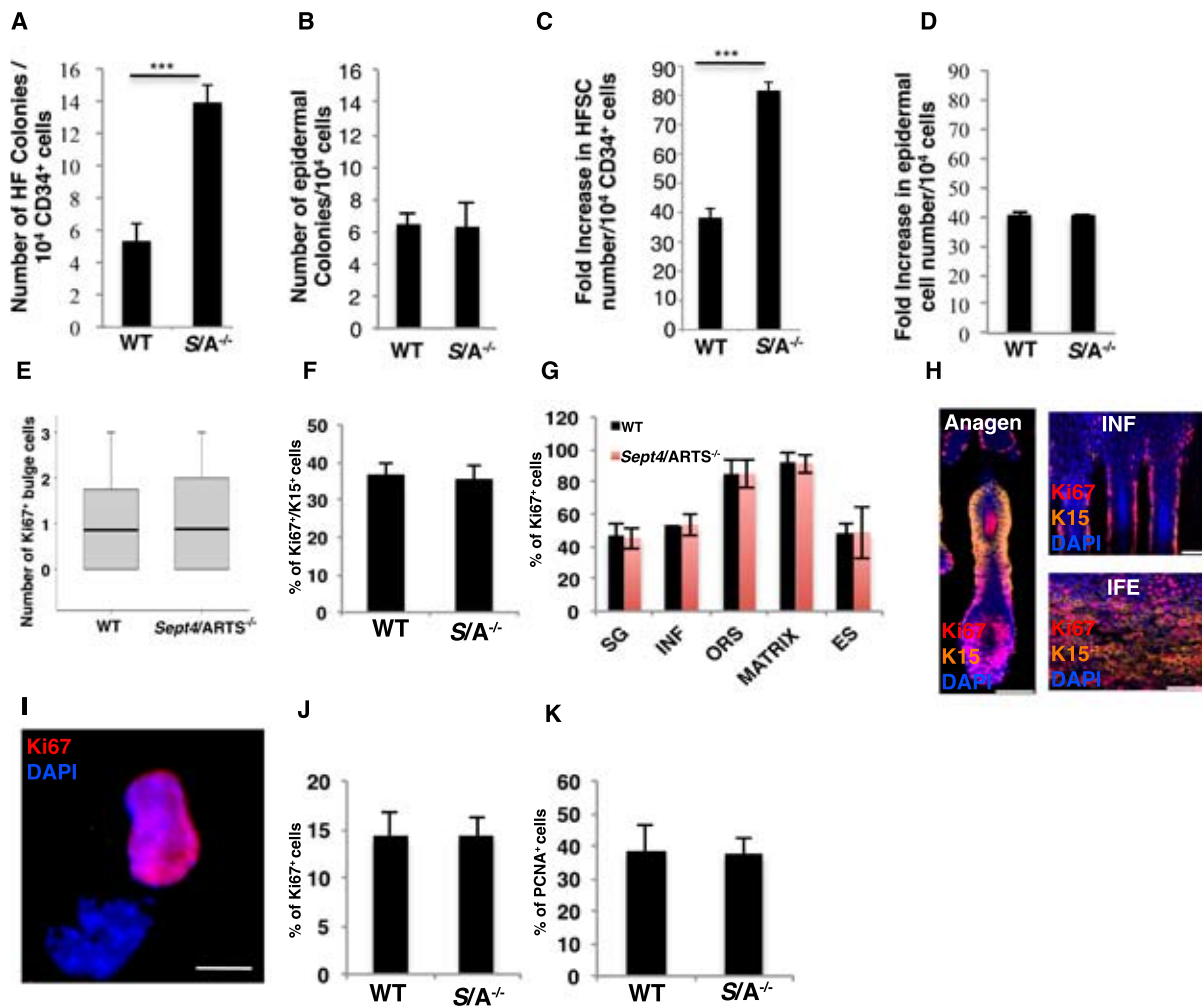 A
Number of HF Colonies /
10⁴ CD34⁺ cells
16
14
12
10
8
6
4
2
0
***
WT
S/A⁻/⁻
B
Number of epidermal
Colonies/10⁴ cells
16
14
12
10
8
6
4
2
0
WT
S/A⁻/⁻
C
Fold Increase in HFSC
number/10⁴ CD34⁺ cells
90
80
70
60
50
40
30
20
10
0
***
WT
S/A⁻/⁻
D
Fold Increase in epidermal
cell number/10⁴ cells
90
80
70
60
50
40
30
20
10
0
WT
S/A⁻/⁻
E
Number of Ki67⁺ bulge cells
3
2
1
0
WT
Sept4/ARTS⁻/⁻
F
% of Ki67⁺/K15⁺ cells
50
40
30
20
10
0
WT
S/A⁻/⁻
G
% of Ki67⁺ cells
120
100
80
60
40
20
0
WT
Sept4/ARTS⁻/⁻
SG
INF
ORS
MATRIX
ES
H
Anagen
Ki67
K15
DAPI
INF
Ki67
K15
DAPI
IFE
Ki67
K15
DAPI
I
Ki67
DAPI
J
% of Ki67⁺ cells
20
15
10
5
0
WT
S/A⁻/⁻
K
% of PCNA⁺ cells
60
50
40
30
20
10
0
WT
S/A⁻/⁻